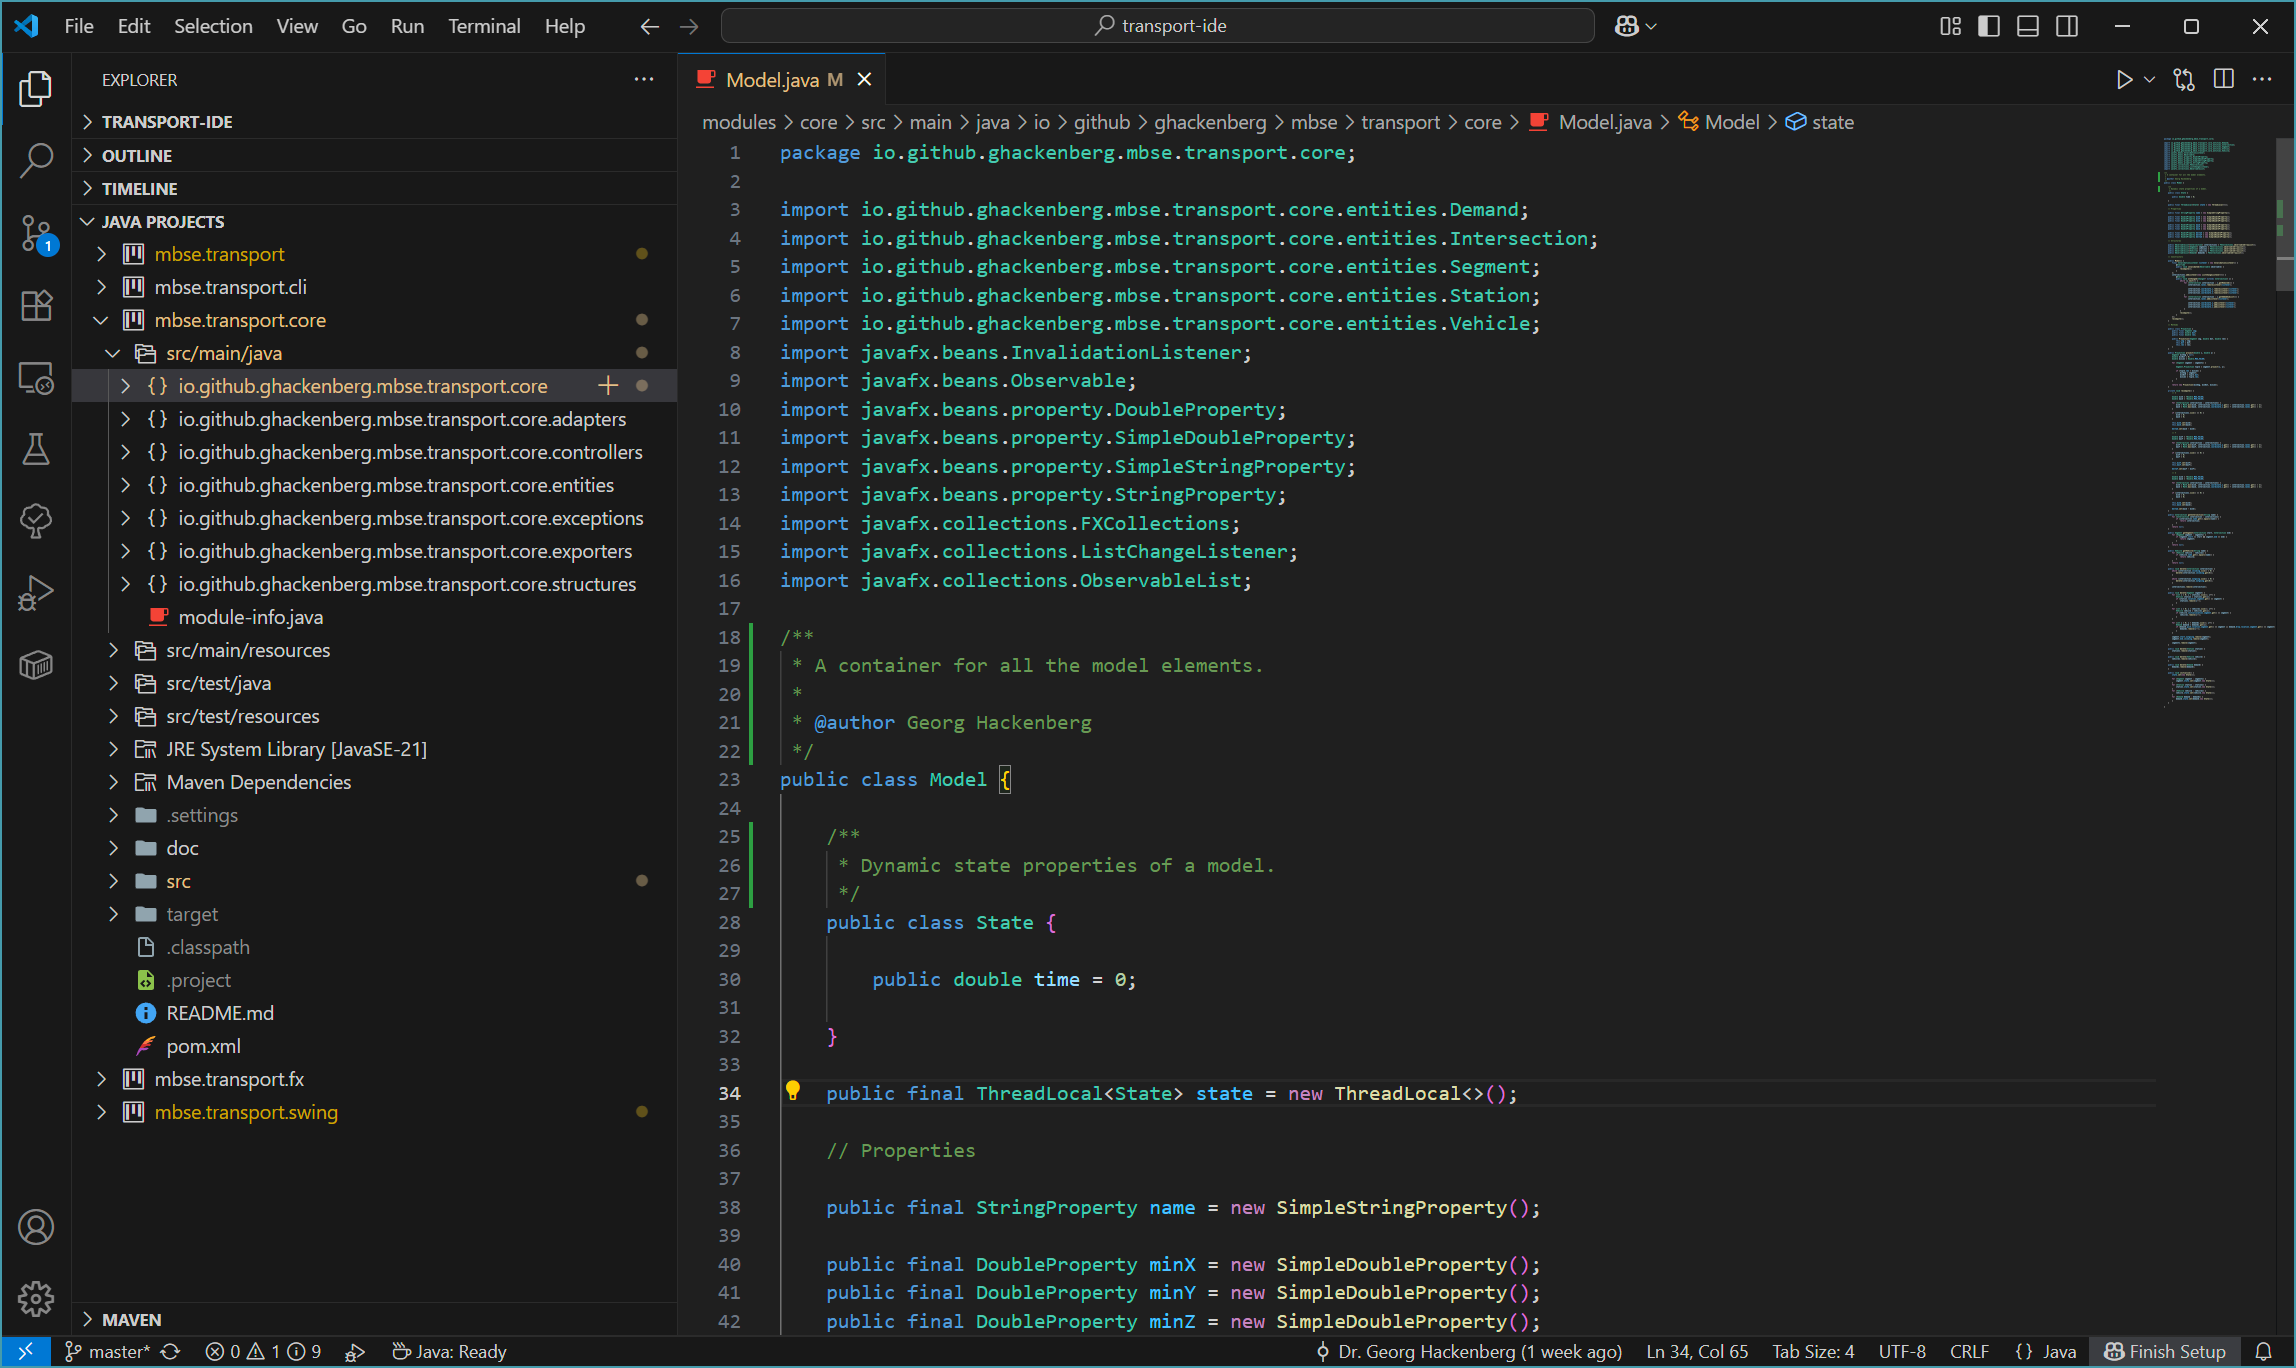 File Edit Selection View Go Run Terminal Help
transport-ide
EXPLORER
TRANSPORT-IDE
OUTLINE
TIMELINE
JAVA PROJECTS
mbse.transport
mbse.transport.cli
mbse.transport.core
src/main/java
{} io.github.ghackenberg.mbse.transport.core
{} io.github.ghackenberg.mbse.transport.core.adapters
{} io.github.ghackenberg.mbse.transport.core.controllers
{} io.github.ghackenberg.mbse.transport.core.entities
{} io.github.ghackenberg.mbse.transport.core.exceptions
{} io.github.ghackenberg.mbse.transport.core.exporters
{} io.github.ghackenberg.mbse.transport.core.structures
module-info.java
src/main/resources
src/test/java
src/test/resources
JRE System Library [JavaSE-21]
Maven Dependencies
.settings
doc
src
target
.classpath
.project
README.md
pom.xml
mbse.transport.fx
mbse.transport.swing
MAVEN
1
Model.java M
modules > core > src > main > java > io > github > ghackenberg > mbse > transport > core > Model.java > Model > state
1 package io.github.ghackenberg.mbse.transport.core;
2
3 import io.github.ghackenberg.mbse.transport.core.entities.Demand;
4 import io.github.ghackenberg.mbse.transport.core.entities.Intersection;
5 import io.github.ghackenberg.mbse.transport.core.entities.Segment;
6 import io.github.ghackenberg.mbse.transport.core.entities.Station;
7 import io.github.ghackenberg.mbse.transport.core.entities.Vehicle;
8 import javafx.beans.InvalidationListener;
9 import javafx.beans.Observable;
10 import javafx.beans.property.DoubleProperty;
11 import javafx.beans.property.SimpleDoubleProperty;
12 import javafx.beans.property.SimpleStringProperty;
13 import javafx.beans.property.StringProperty;
14 import javafx.collections.FXCollections;
15 import javafx.collections.ListChangeListener;
16 import javafx.collections.ObservableList;
17
18 /**
19 * A container for all the model elements.
20 *
21 * @author Georg Hackenberg
22 */
23 public class Model {
24
25 /**
26 * Dynamic state properties of a model.
27 */
28 public class State {
29
30 public double time = 0;
31
32 }
33
34 public final ThreadLocal<State> state = new ThreadLocal<>();
35
36 // Properties
37
38 public final StringProperty name = new SimpleStringProperty();
39
40 public final DoubleProperty minX = new SimpleDoubleProperty();
41 public final DoubleProperty minY = new SimpleDoubleProperty();
42 public final DoubleProperty minZ = new SimpleDoubleProperty();
master* 0 1 9 Java: Ready Dr. Georg Hackenberg (1 week ago) Ln 34, Col 65 Tab Size: 4 UTF-8 CRLF {} Java Finish Setup